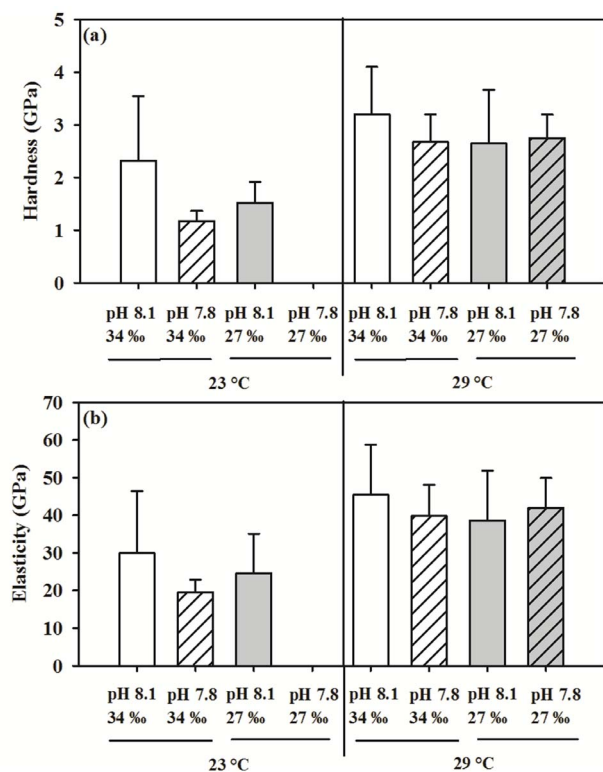 (a)
Hardness (GPa)
5
4
3
2
1
0
pH 8.1 pH 7.8 pH 8.1 pH 7.8 pH 8.1 pH 7.8 pH 8.1 pH 7.8
34 ‰ 34 ‰ 27 ‰ 27 ‰ 34 ‰ 34 ‰ 27 ‰ 27 ‰
23 °C 29 °C
(b)
Elasticity (GPa)
70
60
50
40
30
20
10
0
pH 8.1 pH 7.8 pH 8.1 pH 7.8 pH 8.1 pH 7.8 pH 8.1 pH 7.8
34 ‰ 34 ‰ 27 ‰ 27 ‰ 34 ‰ 34 ‰ 27 ‰ 27 ‰
23 °C 29 °C